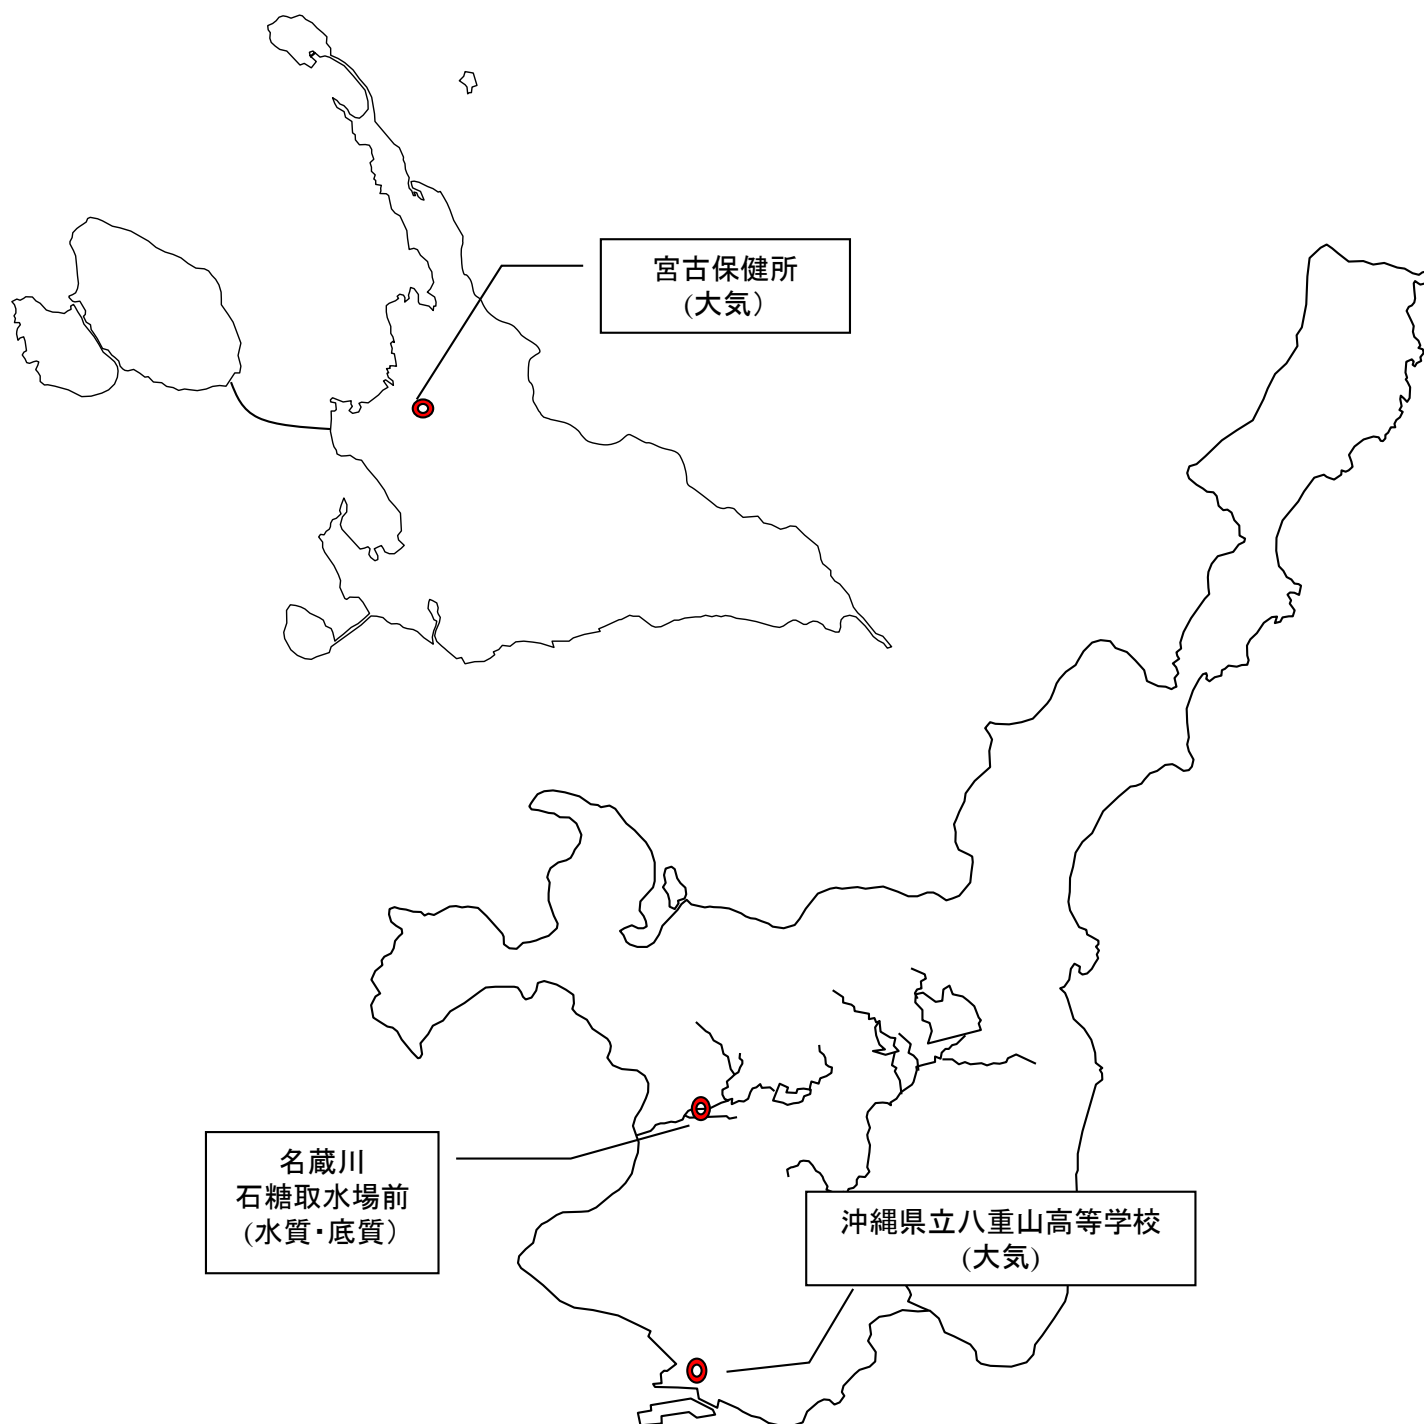 宮古保健所
(大気）
名蔵川
石糖取水場前
(水質・底質）
沖縄県立八重山高等学校
(大気)